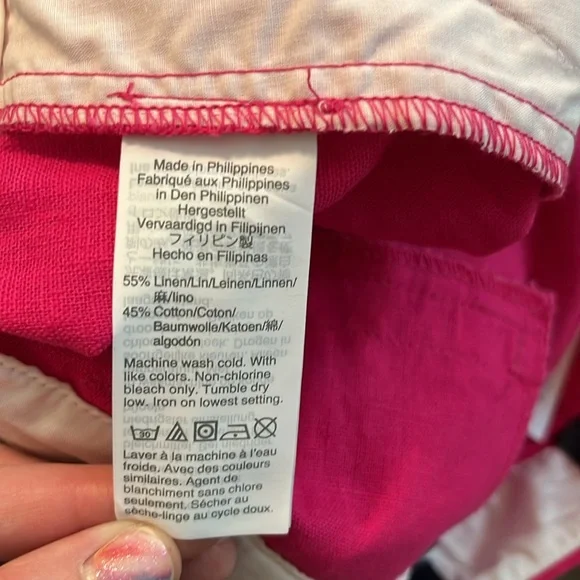 Made in Philippines
Fabriqué aux Philippines
in Den Philippinen
Hergestellt
Vervaardigd in Filipijnen
フィリピン製
Hecho en Filipinas
55% Linen/Lin/Leinen/Linnen/
麻/lino
45% Cotton/Coton/
Baumwolle/Katoen/綿/
algodón
Machine wash cold. With
like colors. Non-chlorine
bleach only. Tumble dry
low. Iron on lowest setting.
30
Laver à la machine à l'eau
froide. Avec des couleurs
similaires. Agent de
blanchiment sans chlore
seulement. Sécher au
sèche-linge au cycle doux.